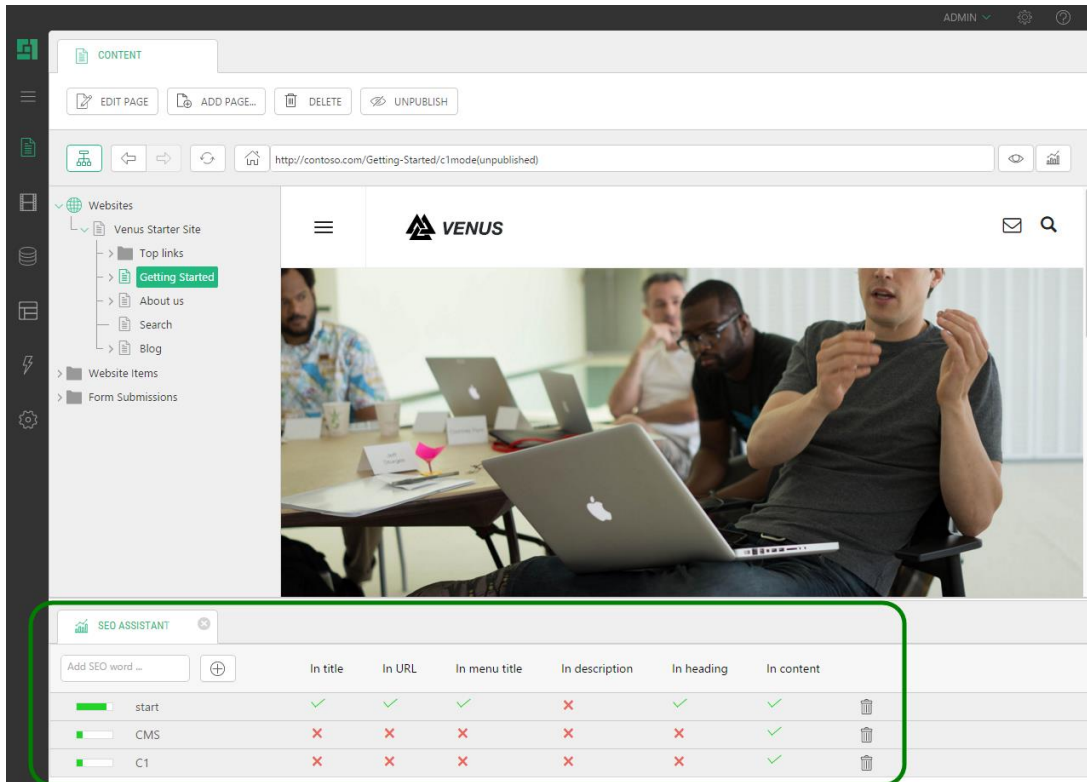 ADMIN
CONTENT
EDIT PAGE
ADD PAGE...
DELETE
UNPUBLISH
http://contoso.com/Getting-Started/c1mode(unpublished)
Websites
Venus Starter Site
Top links
Getting Started
About us
Search
Blog
Website Items
Form Submissions
VENUS
SEO ASSISTANT
Add SEO word ...
In title In URL In menu title In description In heading In content
start
CMS
C1